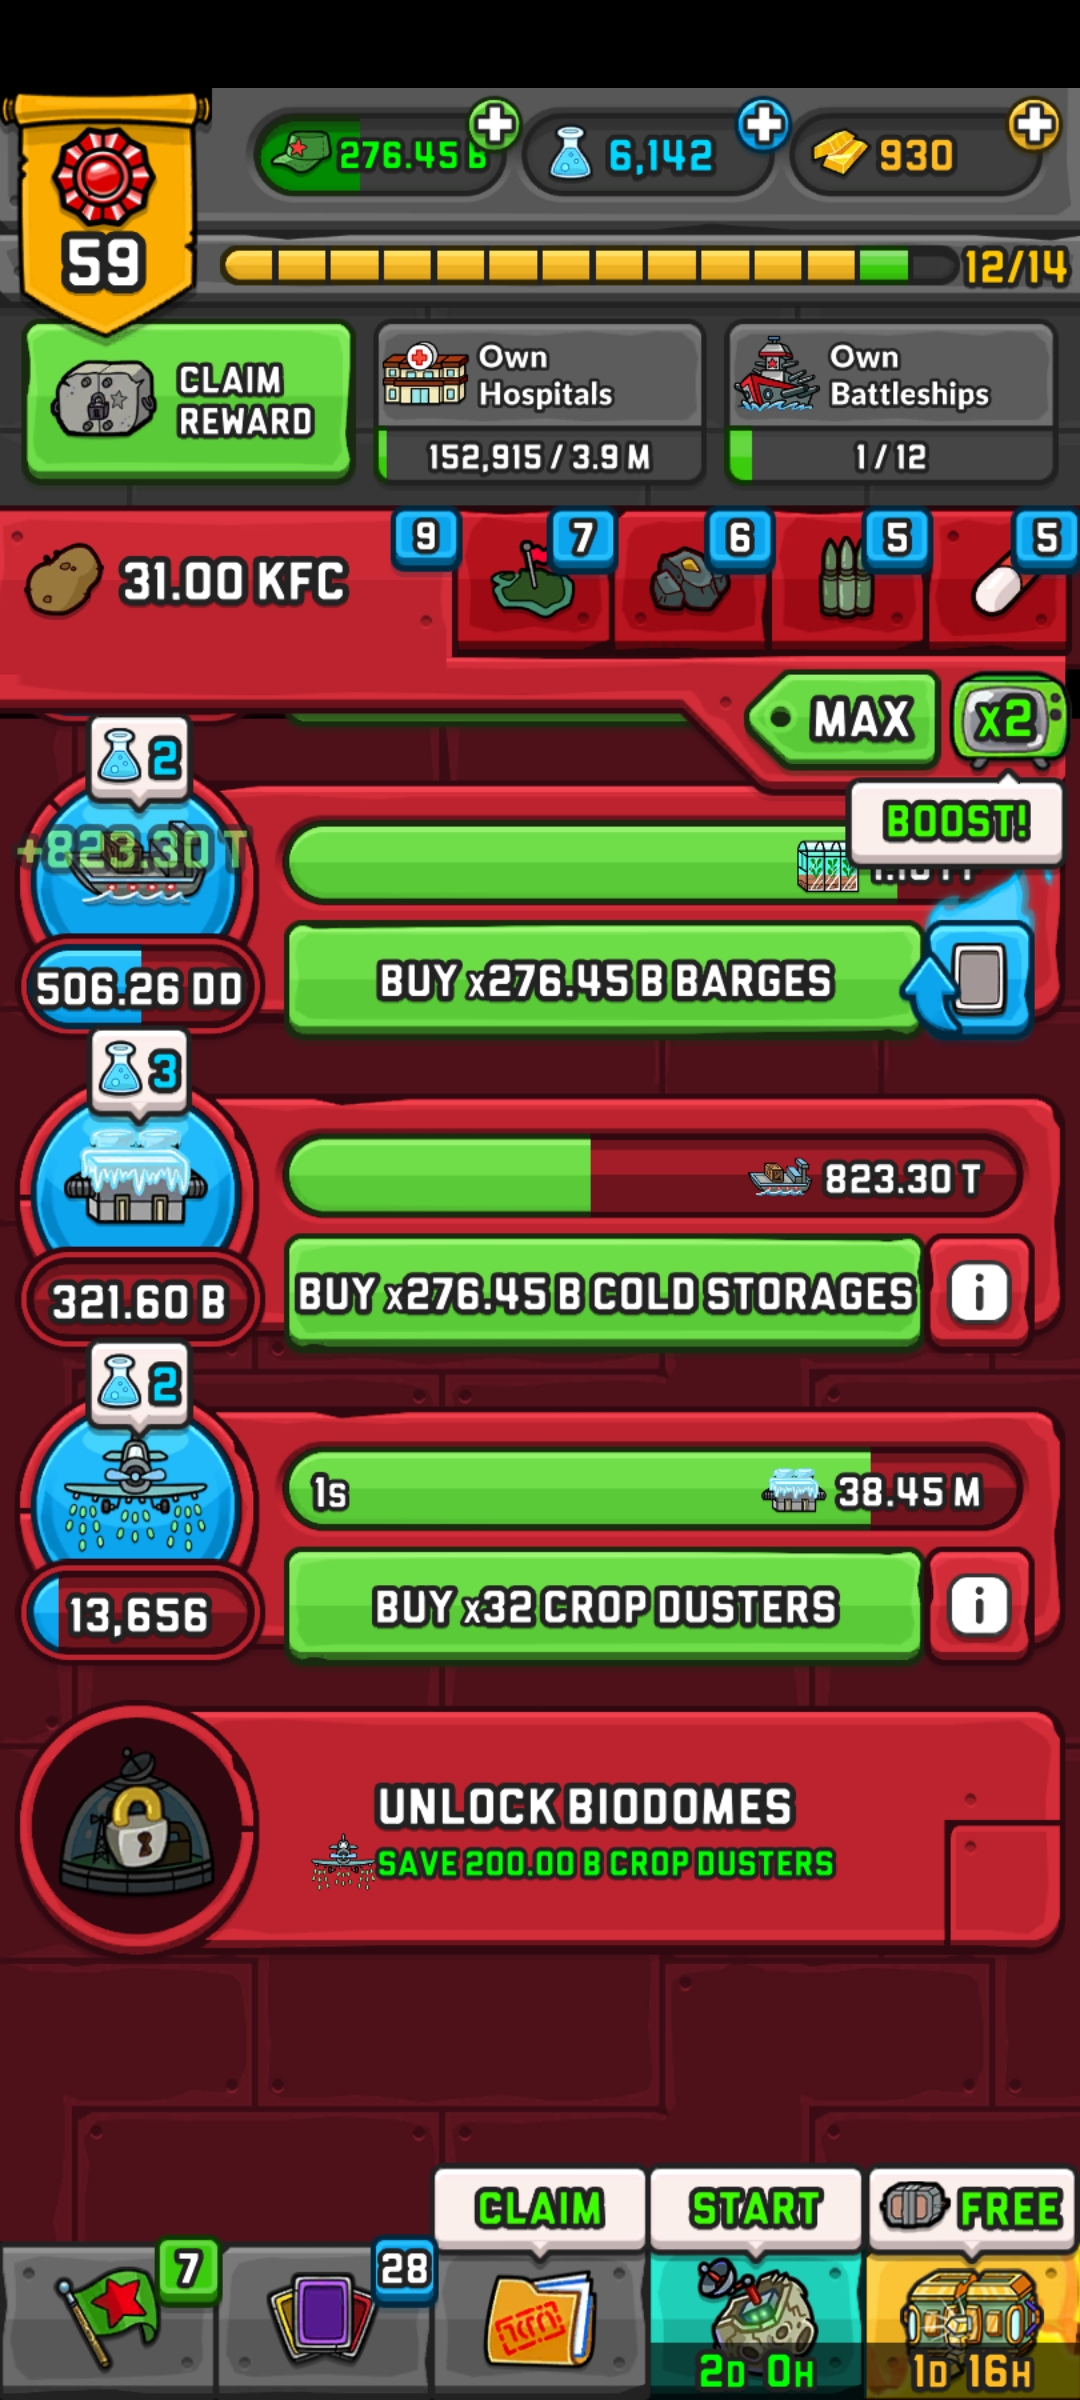 276.45 B
6,142
930
59
12/14
CLAIM
REWARD
Own
Hospitals
152,915 / 3.9 M
Own
Battleships
1 / 12
31.00 KFC
9
7
6
5
5
MAX
x2
BOOST!
2
+823.30 T
506.26 DD
BUY x276.45 B BARGES
3
823.30 T
321.60 B
BUY x276.45 B COLD STORAGES
i
2
1s
38.45 M
13,656
BUY x32 CROP DUSTERS
i
UNLOCK BIODOMES
SAVE 200.00 B CROP DUSTERS
CLAIM
START
FREE
7
28
2D 0H
1D 16H